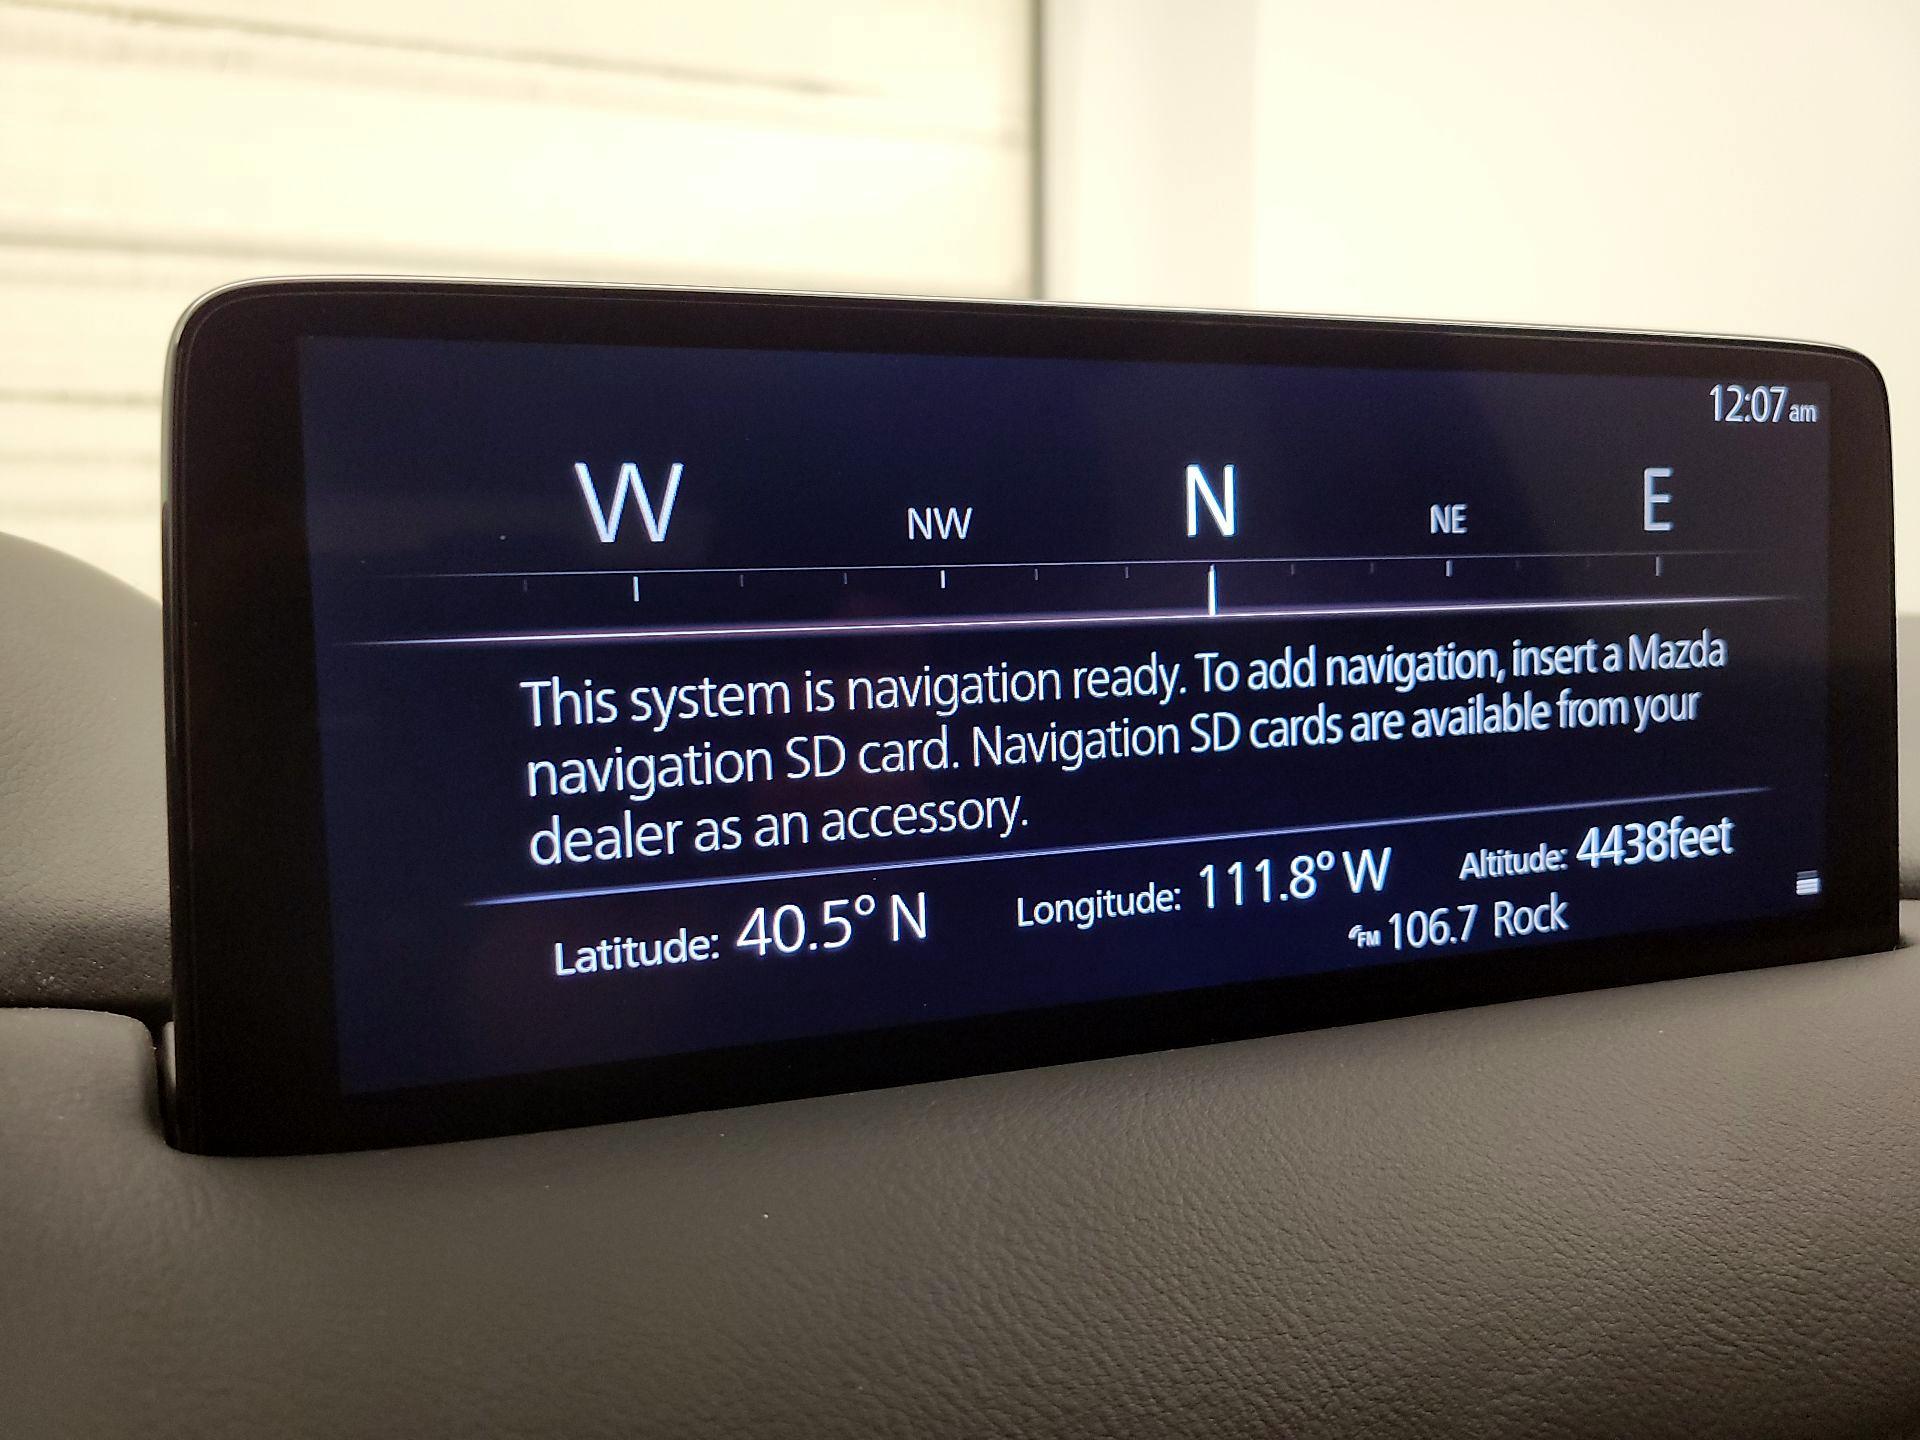 12:07 am
W NW N NE E
This system is navigation ready. To add navigation, insert a Mazda
navigation SD card. Navigation SD cards are available from your
dealer as an accessory.
Latitude: 40.5° N Longitude: 111.8° W Altitude: 4438feet
FM 106.7 Rock